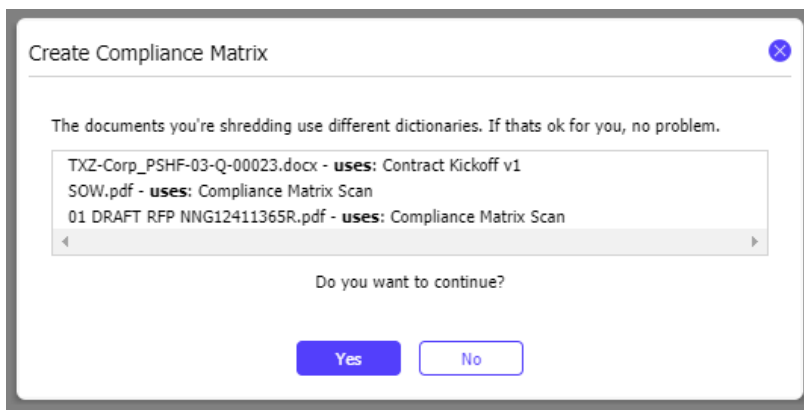 Create Compliance Matrix
The documents you're shredding use different dictionaries. If thats ok for you, no problem.
TXZ-Corp_PSHF-03-Q-00023.docx - uses: Contract Kickoff v1
SOW.pdf - uses: Compliance Matrix Scan
01 DRAFT RFP NNG12411365R.pdf - uses: Compliance Matrix Scan
Do you want to continue?
Yes No